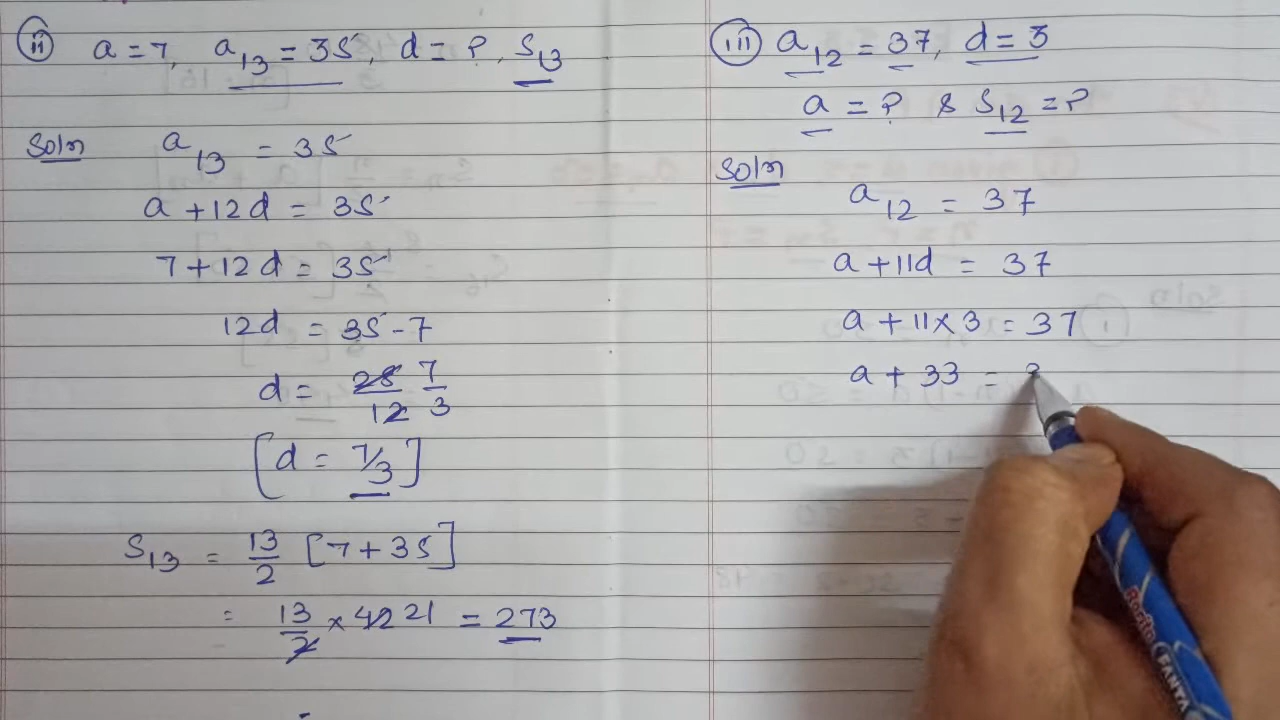 (ii) a = 7, a₁₃ = 35, d = ?, S₁₃
Soln a₁₃ = 35
a + 12d = 35
7 + 12d = 35
12d = 35 - 7
d = 28/12 7/3
[d = 7/3]
S₁₃ = 13/2 [7 + 35]
= 13/2 × 42 21 = 273
(iii) a₁₂ = 37, d = 3
a = ? & S₁₂ = ?
Soln
a₁₂ = 37
a + 11d = 37
a + 11 × 3 = 37
a + 33 = 3